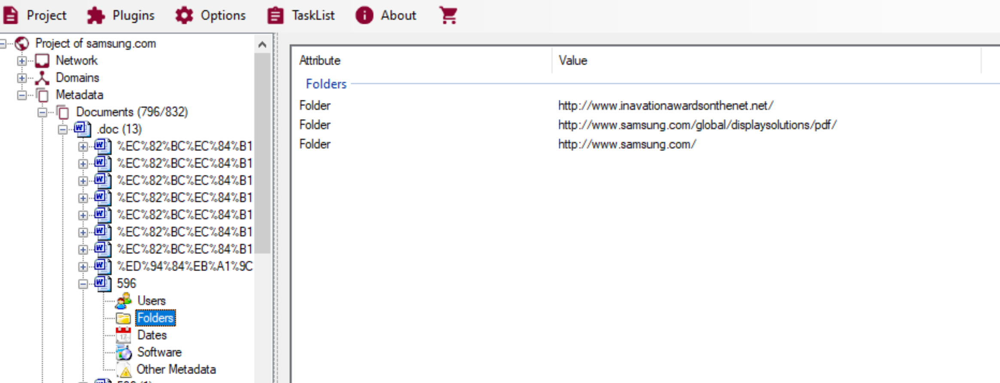 Project Plugins Options TaskList About
Project of samsung.com
Network
Domains
Metadata
Documents (796/832)
.doc (13)
%EC%82%BC%EC%84%B1
%EC%82%BC%EC%84%B1
%EC%82%BC%EC%84%B1
%EC%82%BC%EC%84%B1
%EC%82%BC%EC%84%B1
%EC%82%BC%EC%84%B1
%EC%82%BC%EC%84%B1
%ED%94%84%EB%A1%9C
596
Users
Folders
Dates
Software
Other Metadata
Attribute Value
Folders
Folder http://www.inavationawardsonthenet.net/
Folder http://www.samsung.com/global/displaysolutions/pdf/
Folder http://www.samsung.com/